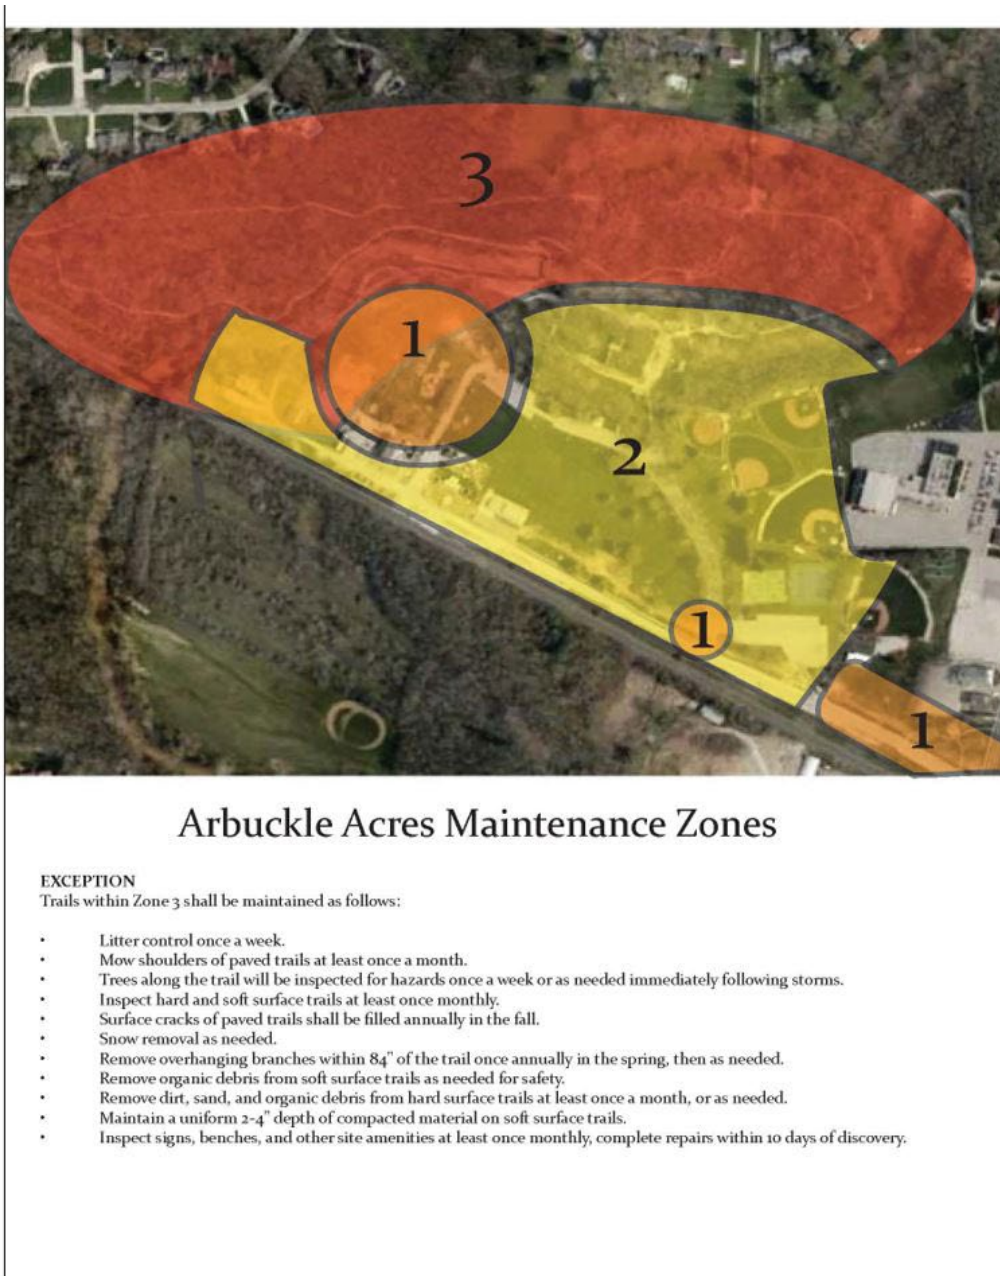 3
1
2
1
1
Arbuckle Acres Maintenance Zones
EXCEPTION
Trails within Zone 3 shall be maintained as follows:
• Litter control once a week.
• Mow shoulders of paved trails at least once a month.
• Trees along the trail will be inspected for hazards once a week or as needed immediately following storms.
• Inspect hard and soft surface trails at least once monthly.
• Surface cracks of paved trails shall be filled annually in the fall.
• Snow removal as needed.
• Remove overhanging branches within 84" of the trail once annually in the spring, then as needed.
• Remove organic debris from soft surface trails as needed for safety.
• Remove dirt, sand, and organic debris from hard surface trails at least once a month, or as needed.
• Maintain a uniform 2-4" depth of compacted material on soft surface trails.
• Inspect signs, benches, and other site amenities at least once monthly, complete repairs within 10 days of discovery.